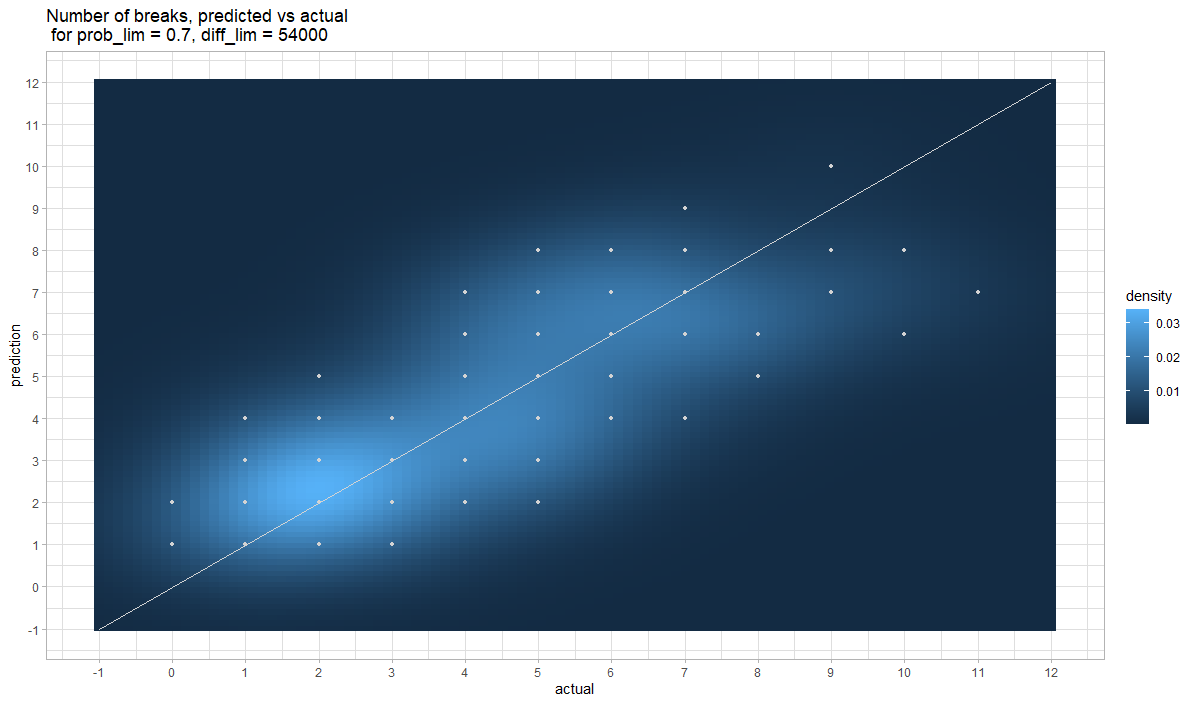 Number of breaks, predicted vs actual
for prob_lim = 0.7, diff_lim = 54000
12
11
10
9
8
7
6
5
4
3
2
1
0
-1
prediction
-1 0 1 2 3 4 5 6 7 8 9 10 11 12
actual
density
0.03
0.02
0.01